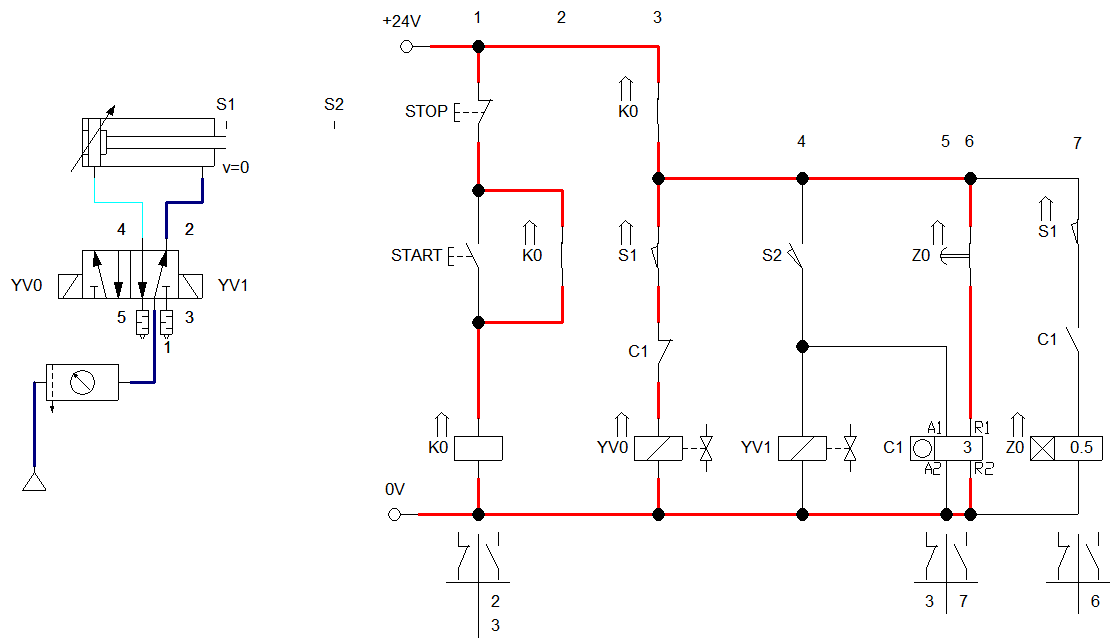 1 2 3
+24V
S1 S2
STOP K0
4 5 6 7
v=0
4 2
START K0 S1 S2 Z0 S1
YV0 YV1
5 3
1
C1 C1
A1 R1
K0 YV0 YV1 C1 3 Z0 0.5
A2 R2
0V
2 3 7 6
3